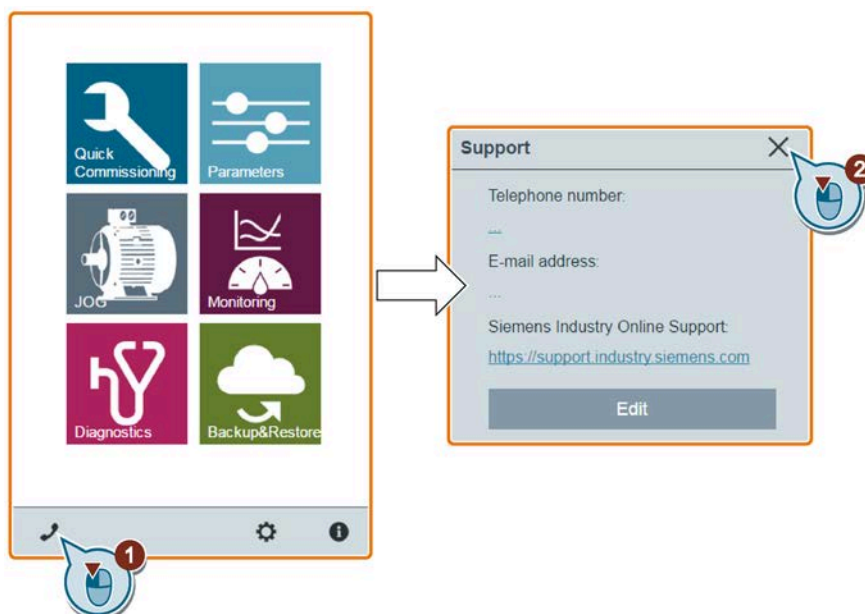 Quick
Commissioning
Parameters
JOG
Monitoring
Diagnostics
Backup&Restore
1
Support
2
Telephone number:
...
E-mail address:
...
Siemens Industry Online Support:
https://support.industry.siemens.com
Edit